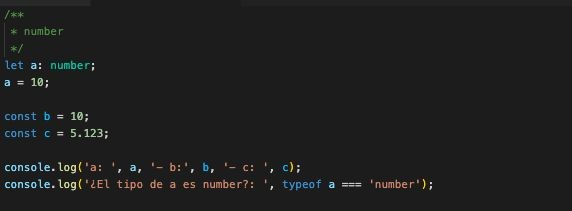 /**
 * number
 */
let a: number;
a = 10;
const b = 10;
const c = 5.123;
console.log('a: ', a, '- b:', b, '- c: ', c);
console.log('¿El tipo de a es number?: ', typeof a === 'number');